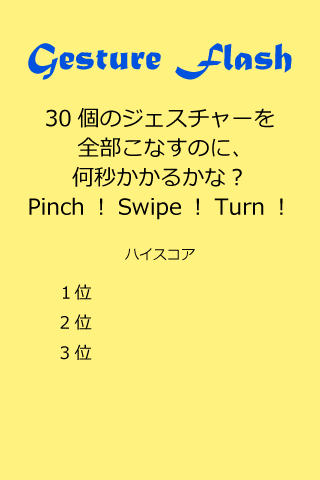 Gesture Flash
30 個のジェスチャーを
全部こなすのに、
何秒かかるかな？
Pinch ！ Swipe ！ Turn ！
ハイスコア
１位
２位
３位